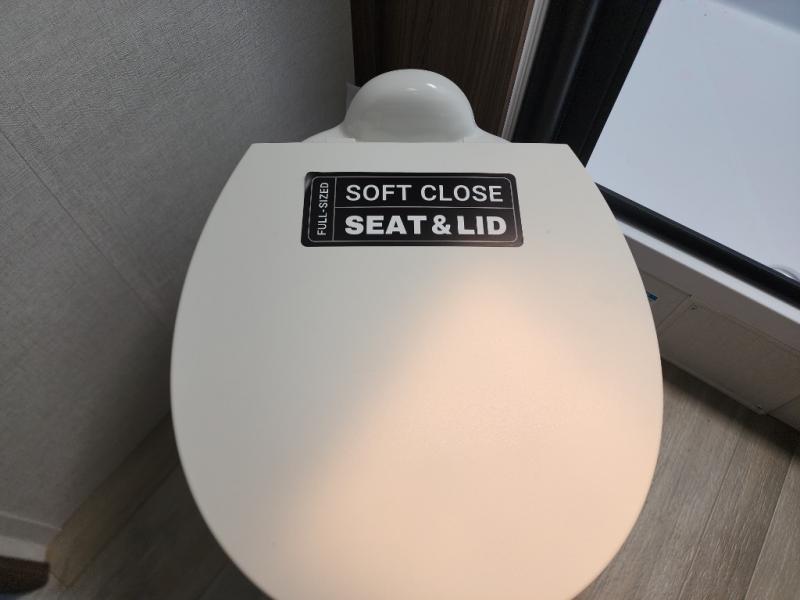 FULL-SIZED
SOFT CLOSE
SEAT & LID